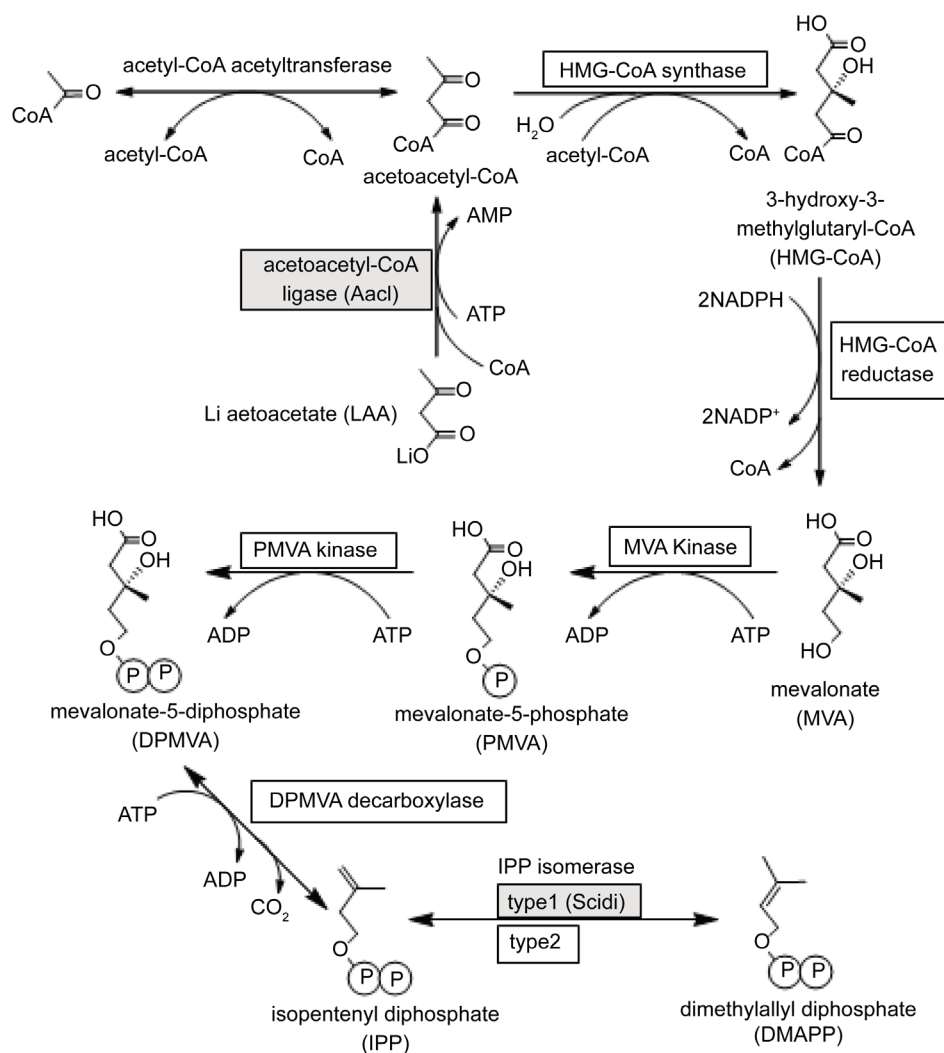 acetyl-CoA acetyltransferase
O
CoA
acetyl-CoA
CoA
O
O
CoA
acetoacetyl-CoA
HMG-CoA synthase
H2O
acetyl-CoA
CoA
HO
O
OH
O
CoA
3-hydroxy-3-
methylglutaryl-CoA
(HMG-CoA)
AMP
acetoacetyl-CoA
ligase (Aacl)
ATP
CoA
O
Li aetoacetate (LAA)
O
LiO
2NADPH
HMG-CoA
reductase
2NADP+
CoA
HO
O
OH
HO
mevalonate
(MVA)
MVA Kinase
ADP
ATP
HO
O
OH
O
P
mevalonate-5-phosphate
(PMVA)
PMVA kinase
ADP
ATP
HO
O
OH
O
P P
mevalonate-5-diphosphate
(DPMVA)
DPMVA decarboxylase
ATP
ADP
CO2
O
P P
isopentenyl diphosphate
(IPP)
IPP isomerase
type1 (Scidi)
type2
O
P P
dimethylallyl diphosphate
(DMAPP)